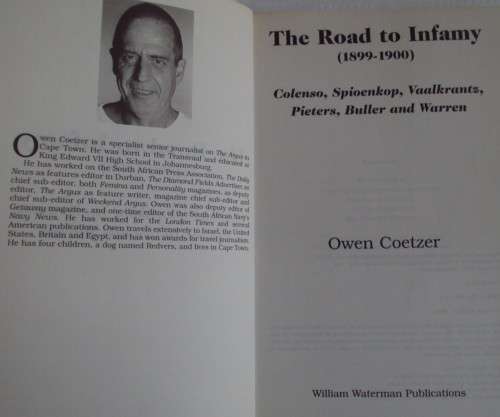 Owen Coetzer is a specialist senior journalist on The Argus in
Cape Town. He was born in the Transvaal and educated at
King Edward VII High School in Johannesburg.
He has worked on the South African Press Association, The Daily
News as features editor in Durban, The Diamond Fields Advertiser, as
chief sub-editor, both Femina and Personality magazines, as deputy
editor, The Argus as feature writer, magazine chief sub-editor and
chief sub-editor of Weekend Argus. Owen was also deputy editor of
Getaway magazine, and one-time editor of the South African Navy's
Navy News. He has worked for the London Times and several
American publications. Owen travels extensively to Israel, the United
States, Britain and Egypt, and has won awards for travel journalism.
He has four children, a dog named Redvers, and lives in Cape Town.
The Road to Infamy
(1899-1900)
Colenso, Spioenkop, Vaalkrantz,
Pieters, Buller and Warren
Owen Coetzer
William Waterman Publications